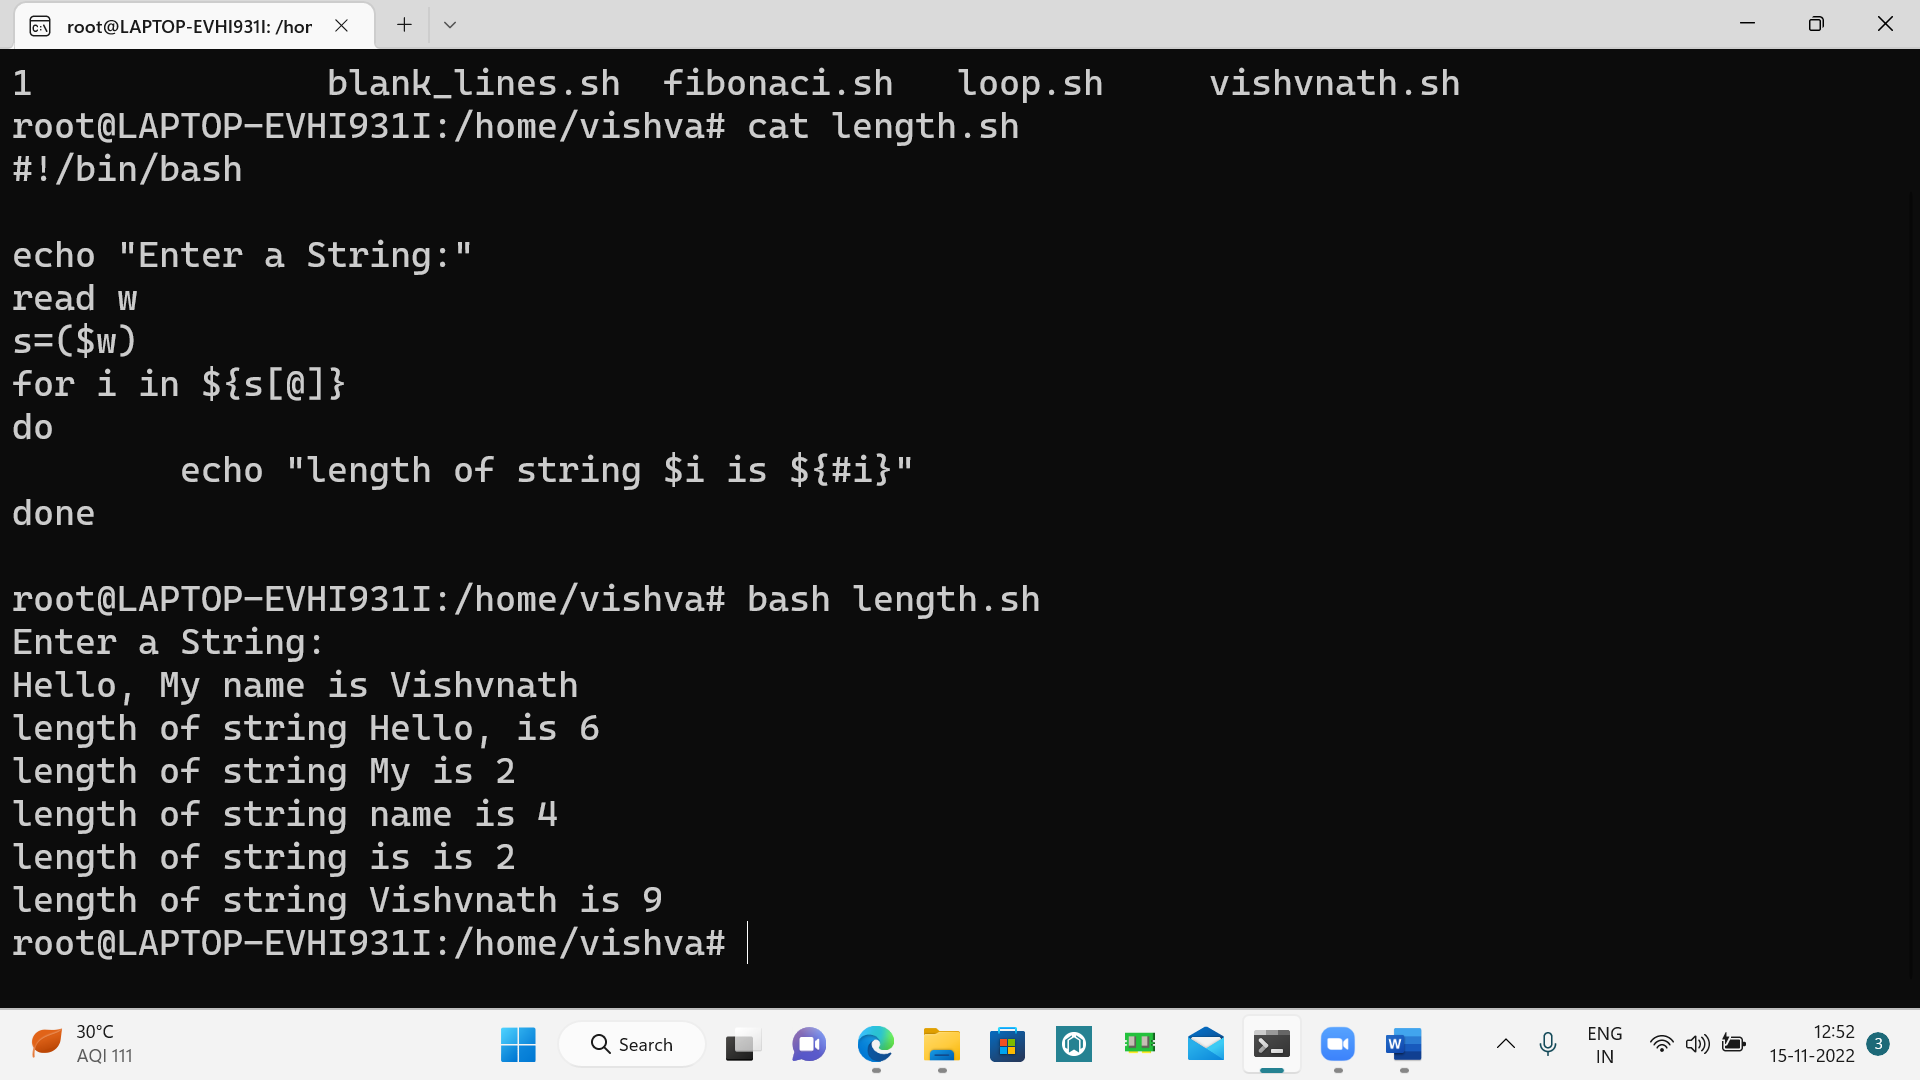 root@LAPTOP-EVHI931I: /hor
1              blank_lines.sh  fibonaci.sh   loop.sh     vishvnath.sh
root@LAPTOP-EVHI931I:/home/vishva# cat length.sh
#!/bin/bash

echo "Enter a String:"
read w
s=($w)
for i in ${s[@]}
do
        echo "length of string $i is ${#i}"
done

root@LAPTOP-EVHI931I:/home/vishva# bash length.sh
Enter a String:
Hello, My name is Vishvnath
length of string Hello, is 6
length of string My is 2
length of string name is 4
length of string is is 2
length of string Vishvnath is 9
root@LAPTOP-EVHI931I:/home/vishva#
30°C
AQI 111
Search
W
ENG
IN
12:52
15-11-2022
3